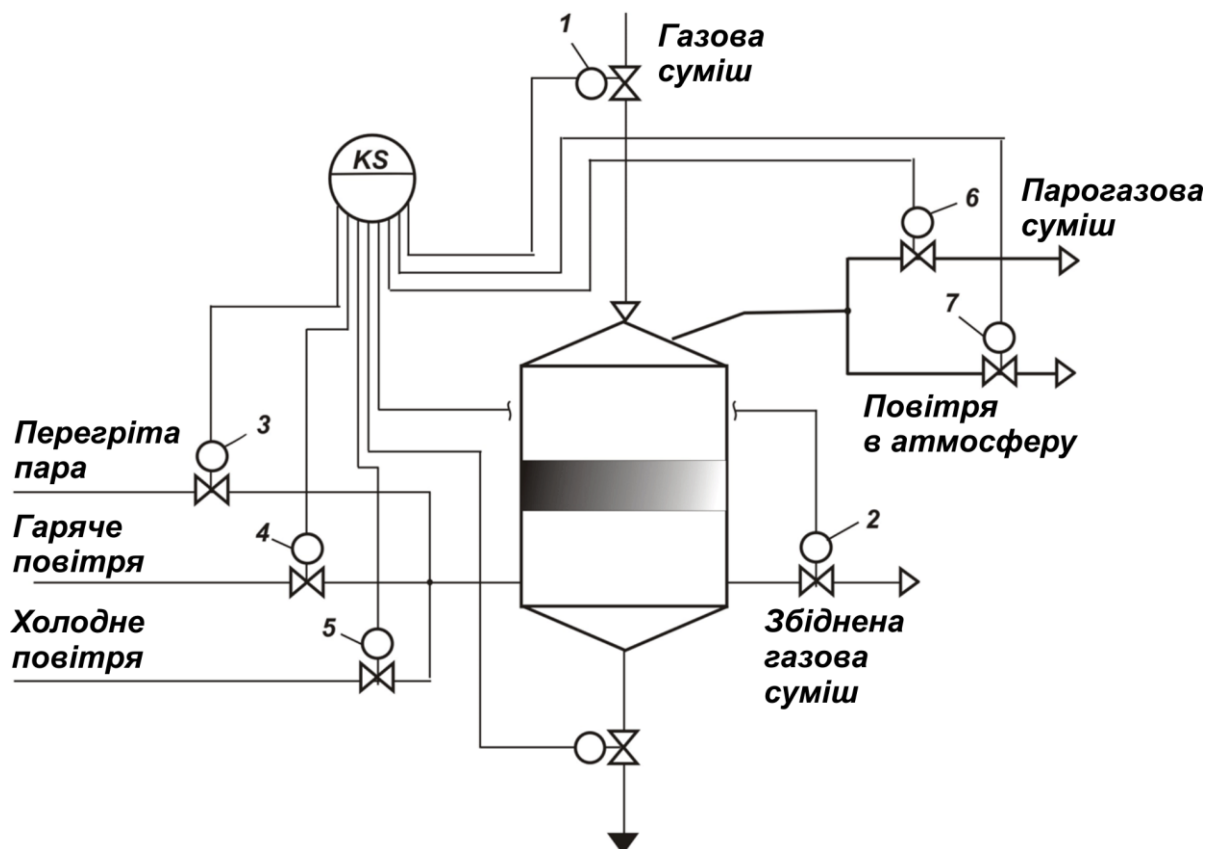 1
Газова
суміш
KS
6
Парогазова
суміш
7
Повітря
в атмосферу
3
Перегріта
пара
4
Гаряче
повітря
2
5
Холодне
повітря
Збіднена
газова
суміш